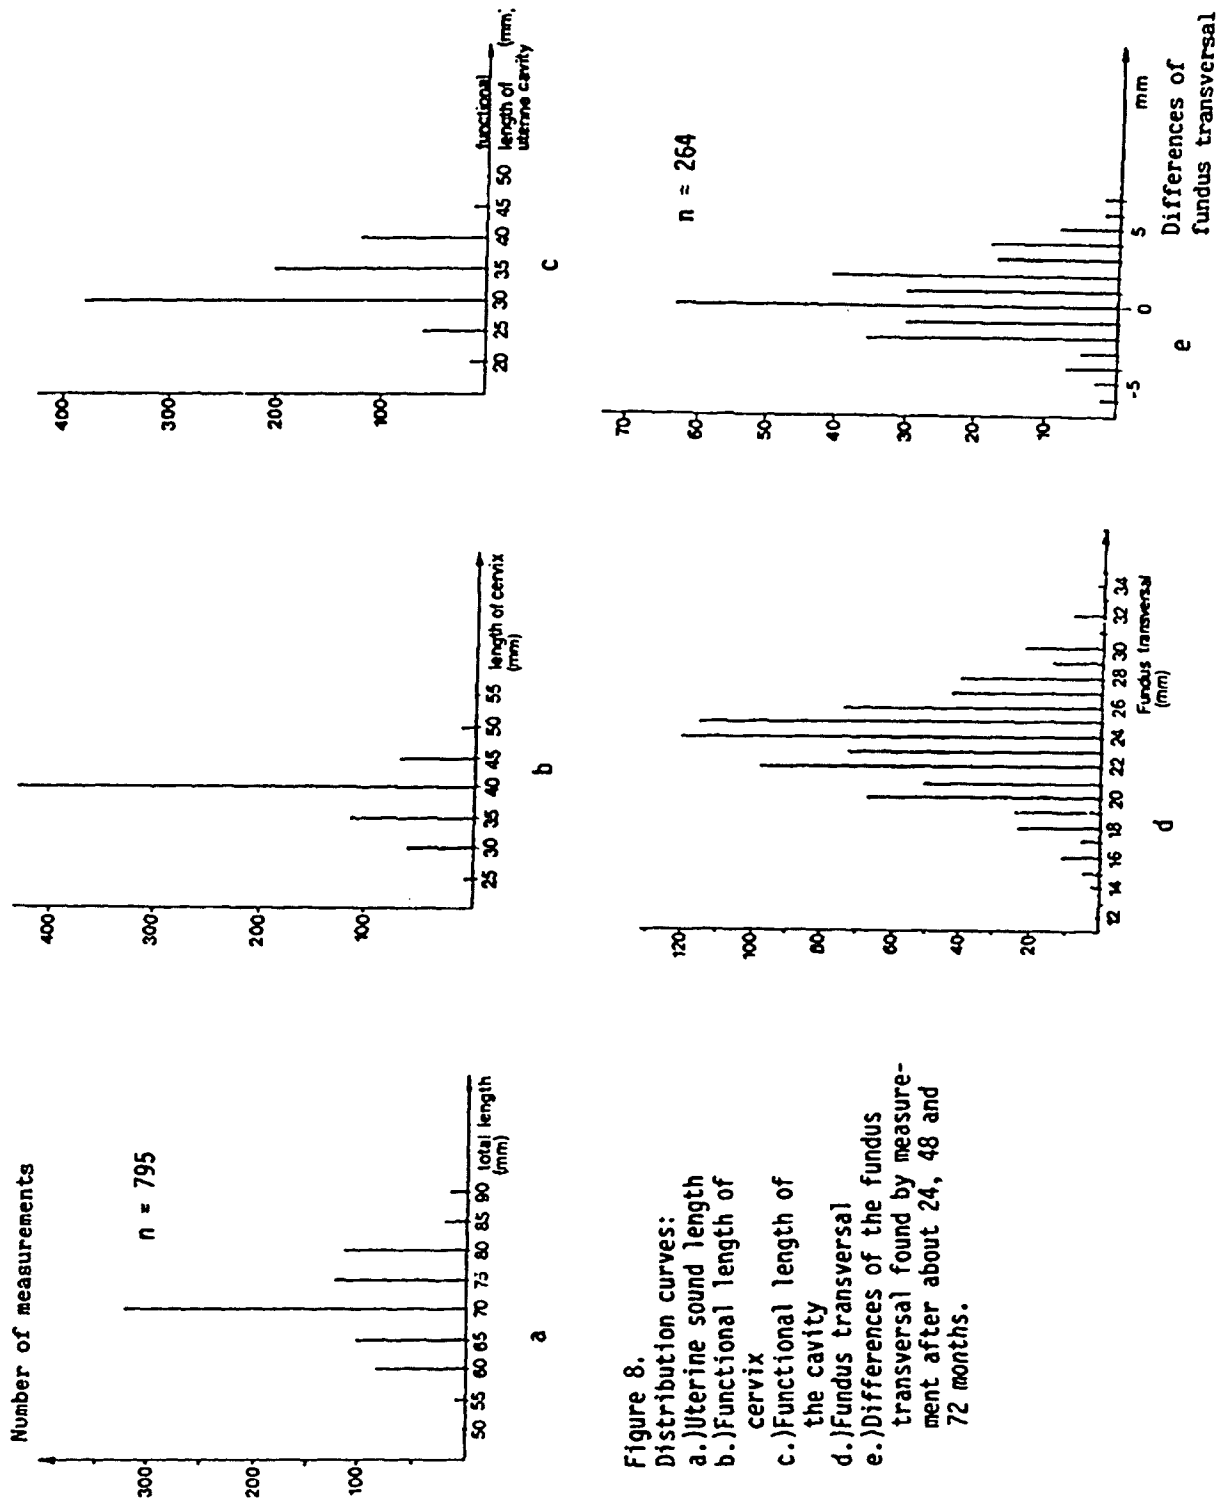 Number of measurements
n = 795
300
200
100
50 55 60 65 70 75 80 85 90 total length
(mm)
a
400
300
200
100
25 30 35 40 45 50 55 length of cervix
(mm)
b
400
300
200
100
20 25 30 35 40 45 50
functional
length of
uterine cavity
(mm;
c
120
100
80
60
40
20
12 14 16 18 20 22 24 26 28 30 32 34
Fundus transversal
(mm)
d
n = 264
70
60
50
40
30
20
10
-5 0 5 mm
Differences of
fundus transversal
e
Figure 8.
Distribution curves:
a.)Uterine sound length
b.)Functional length of
cervix
c.)Functional length of
the cavity
d.)Fundus transversal
e.)Differences of the fundus
transversal found by measure-
ment after about 24, 48 and
72 months.